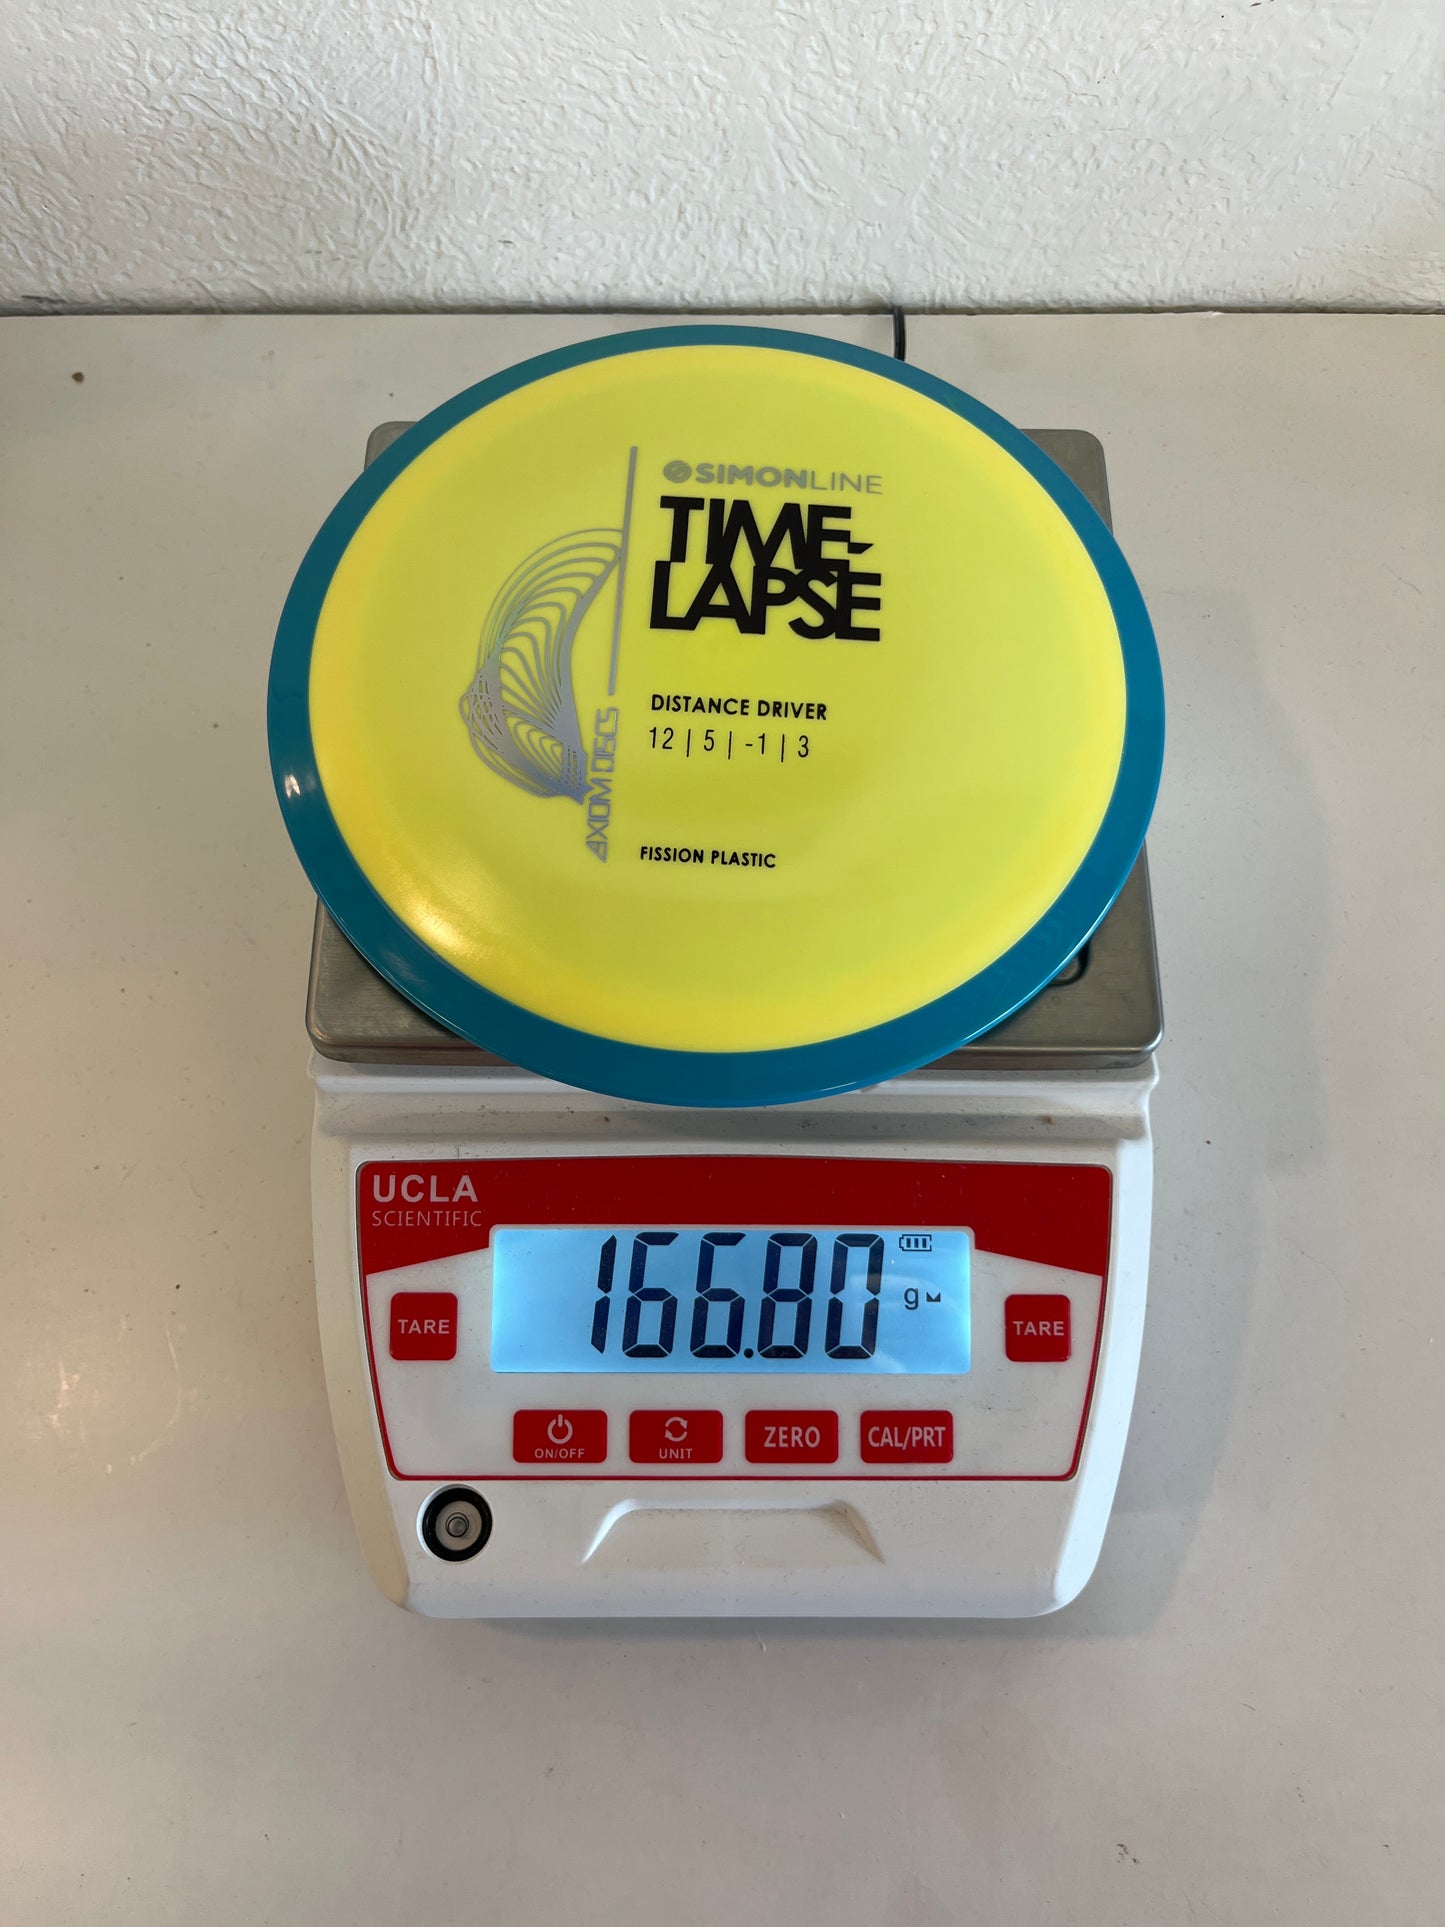 SIMONLINE
TIME-
LAPSE
DISTANCE DRIVER
12 | 5 | -1 | 3
AXIOM DISCS
FISSION PLASTIC
UCLA
SCIENTIFIC
166.80 g
TARE
TARE
ON/OFF
UNIT
ZERO
CAL/PRT